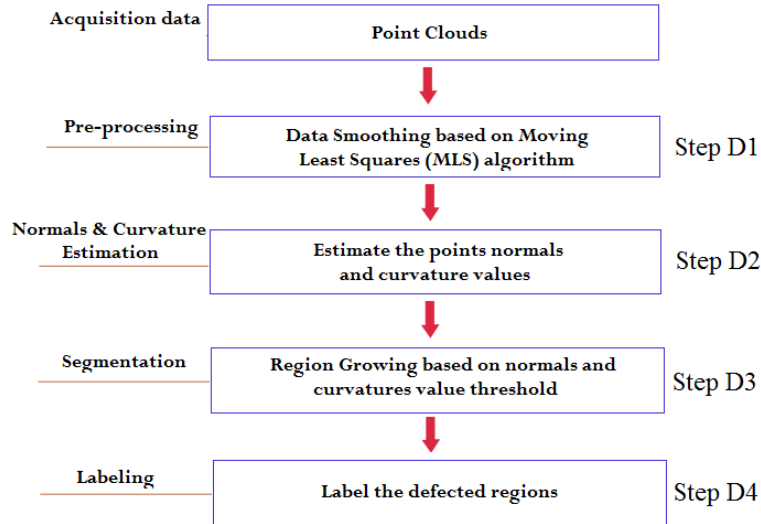 Acquisition data
Point Clouds
Pre-processing
Data Smoothing based on Moving
Least Squares (MLS) algorithm
Step D1
Normals & Curvature
Estimation
Estimate the points normals
and curvature values
Step D2
Segmentation
Region Growing based on normals and
curvatures value threshold
Step D3
Labeling
Label the defected regions
Step D4